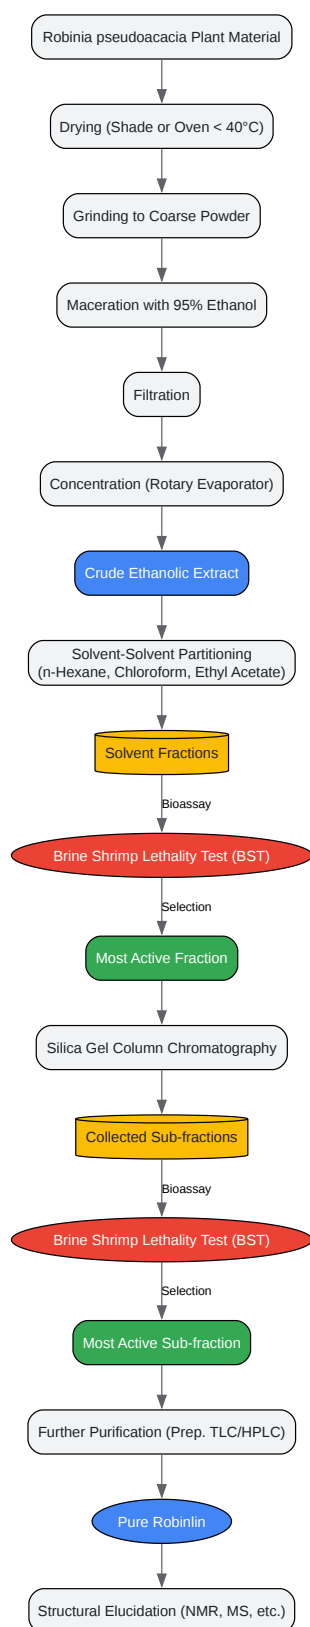 Robinia pseudoacacia Plant Material
Drying (Shade or Oven < 40°C)
Grinding to Coarse Powder
Maceration with 95% Ethanol
Filtration
Concentration (Rotary Evaporator)
Crude Ethanolic Extract
Solvent-Solvent Partitioning
(n-Hexane, Chloroform, Ethyl Acetate)
Solvent Fractions
Bioassay
Brine Shrimp Lethality Test (BST)
Selection
Most Active Fraction
Silica Gel Column Chromatography
Collected Sub-fractions
Bioassay
Brine Shrimp Lethality Test (BST)
Selection
Most Active Sub-fraction
Further Purification (Prep. TLC/HPLC)
Pure Robinlin
Structural Elucidation (NMR, MS, etc.)